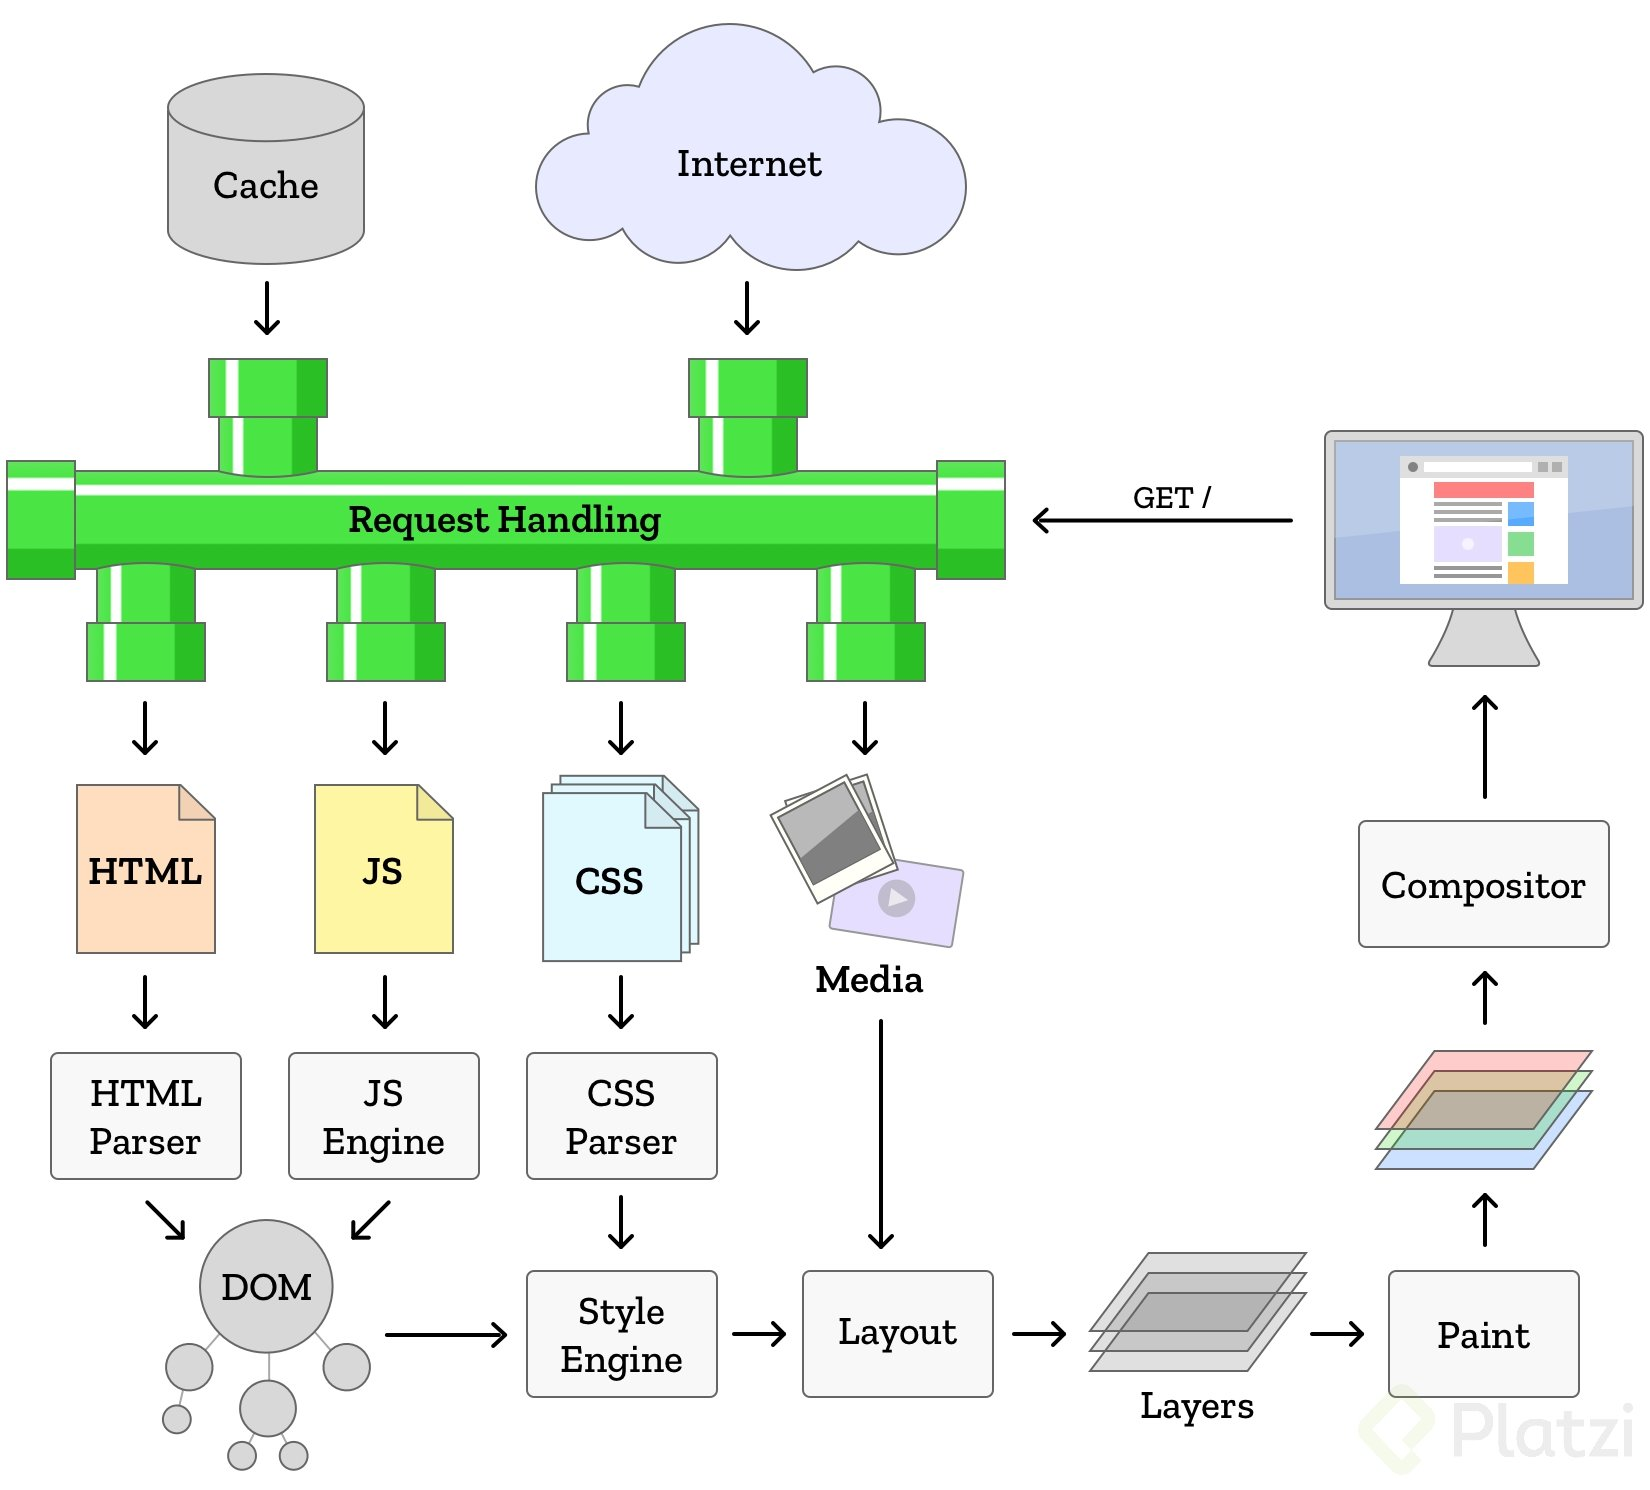 Cache
Internet
Request Handling
GET /
HTML
JS
CSS
Media
Compositor
HTML
Parser
JS
Engine
CSS
Parser
DOM
Style
Engine
Layout
Layers
Paint
Platzi